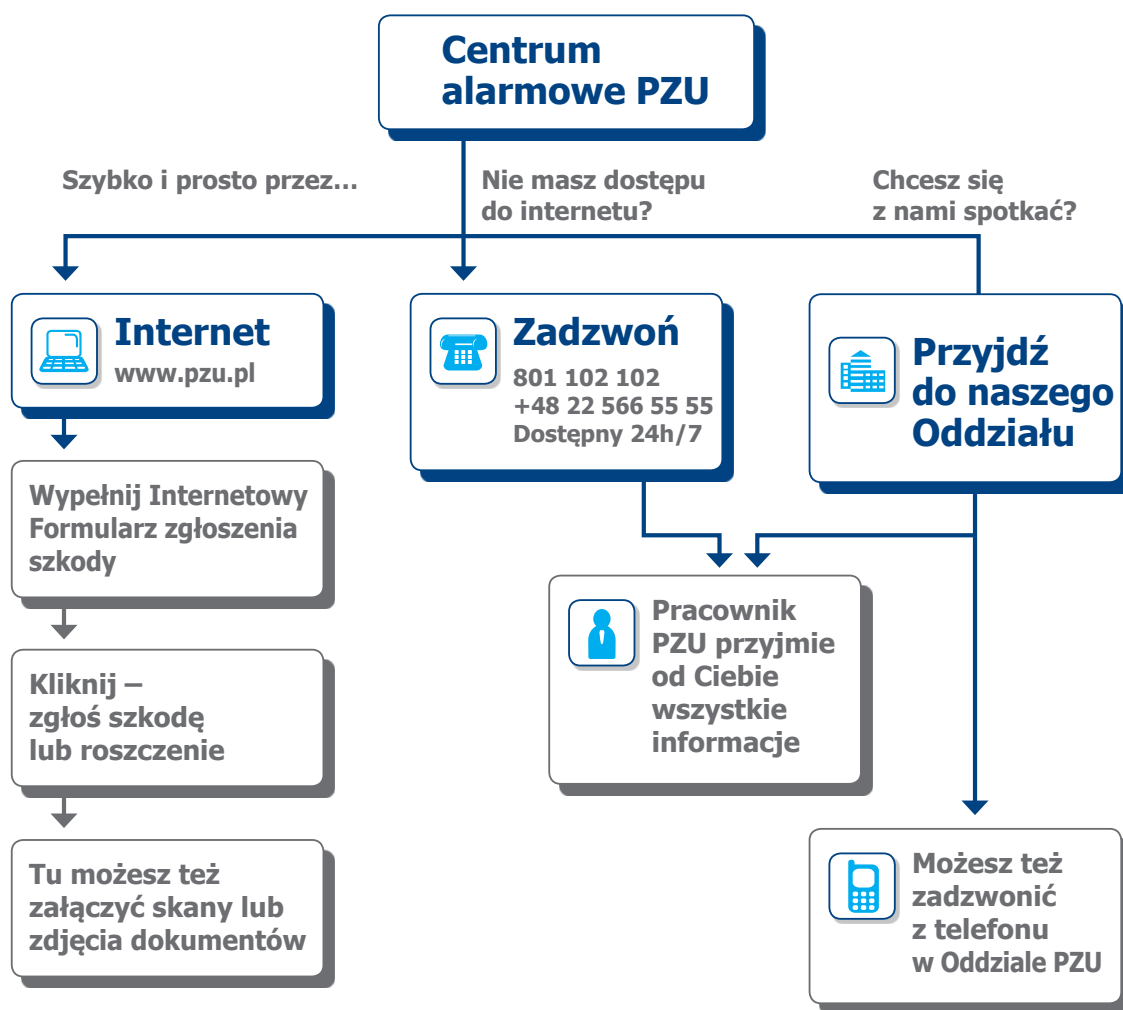 Centrum
alarmowe PZU
Szybko i prosto przez...
Nie masz dostępu
do internetu?
Chcesz się
z nami spotkać?
Internet
www.pzu.pl
Zadzwoń
801 102 102
+48 22 566 55 55
Dostępny 24h/7
Przyjdź
do naszego
Oddziału
Wypełnij Internetowy
Formularz zgłoszenia
szkody
Kliknij –
zgłoś szkodę
lub roszczenie
Tu możesz też
załączyć skany lub
zdjęcia dokumentów
Pracownik
PZU przyjmie
od Ciebie
wszystkie
informacje
Możesz też
zadzwonić
z telefonu
w Oddziale PZU